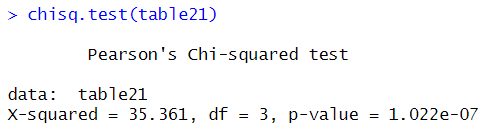 > chisq.test(table21)
Pearson's Chi-squared test
data:  table21
X-squared = 35.361, df = 3, p-value = 1.022e-07